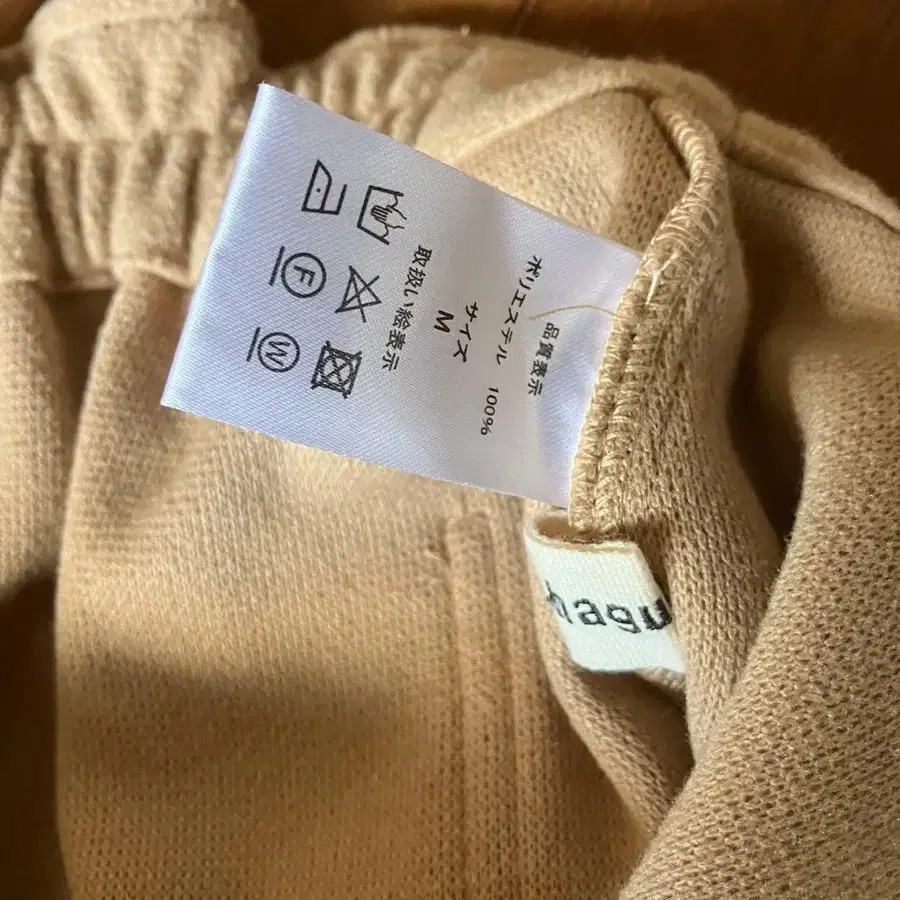 品質表示
ポリエステル 100%
サイズ
M
取扱い絵表示
F
W
hagu